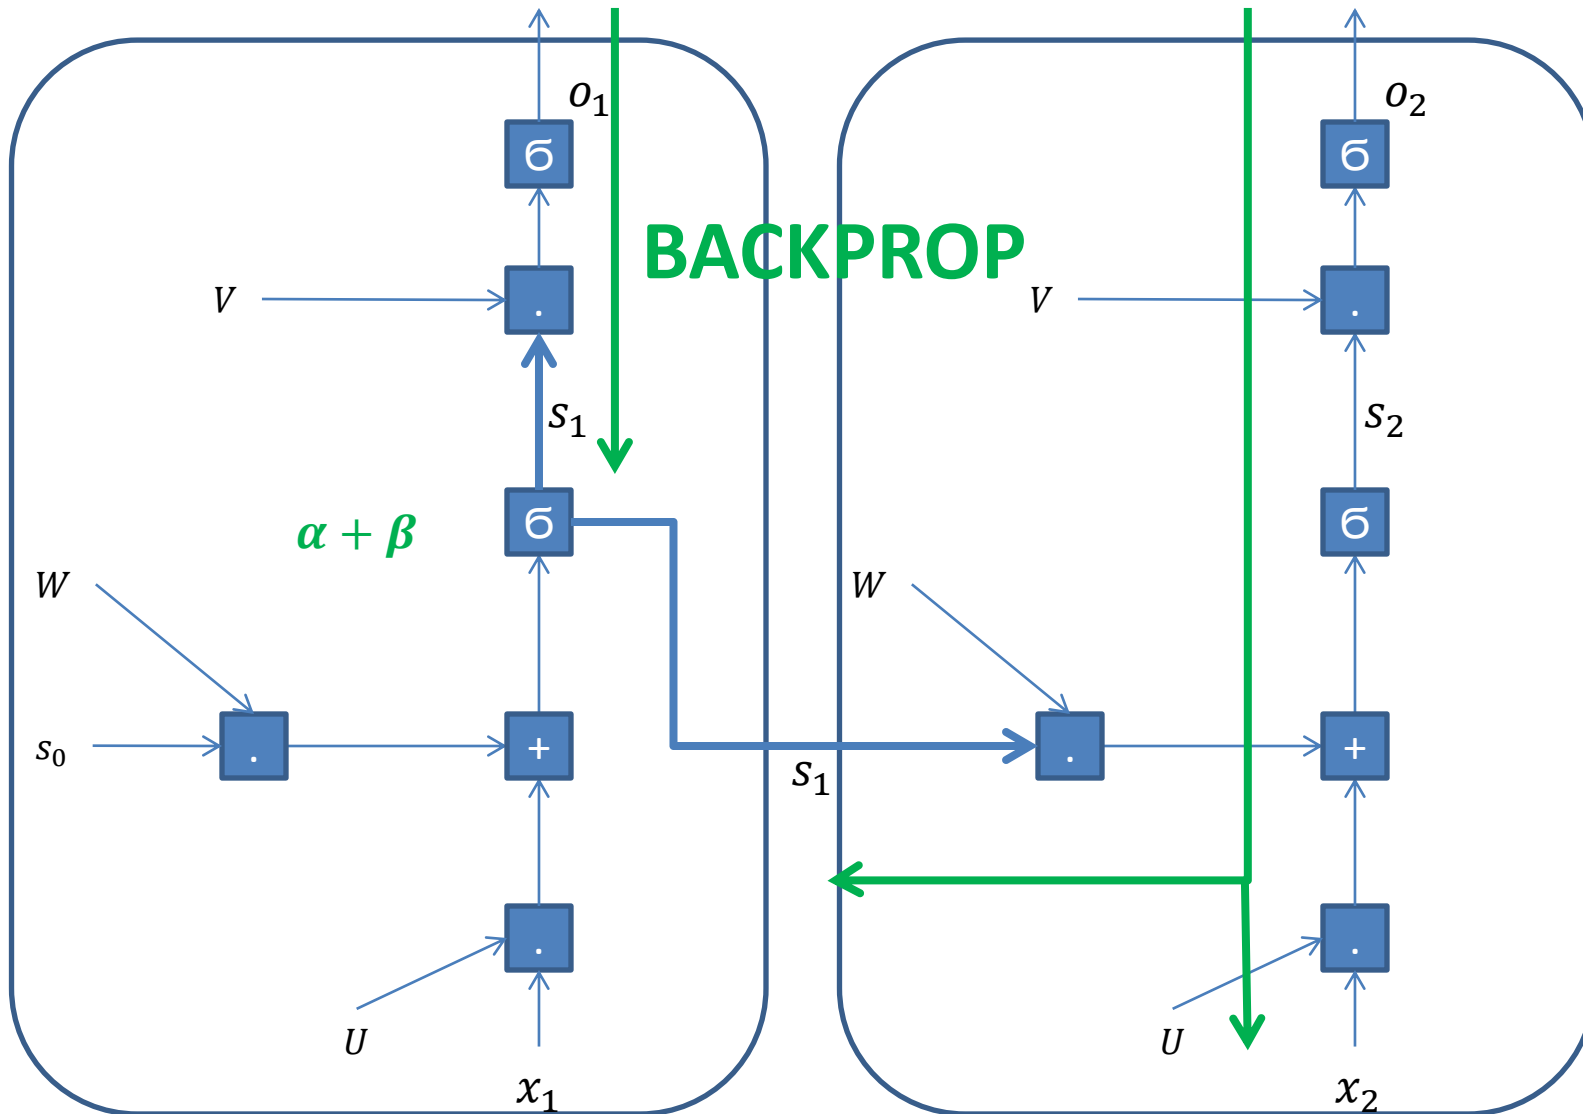 o₁
o₂
б
б
BACKPROP
V
.
V
.
s₁
s₂
α + β
б
б
W
W
s₀
.
+
s₁
.
+
.
.
U
U
x₁
x₂